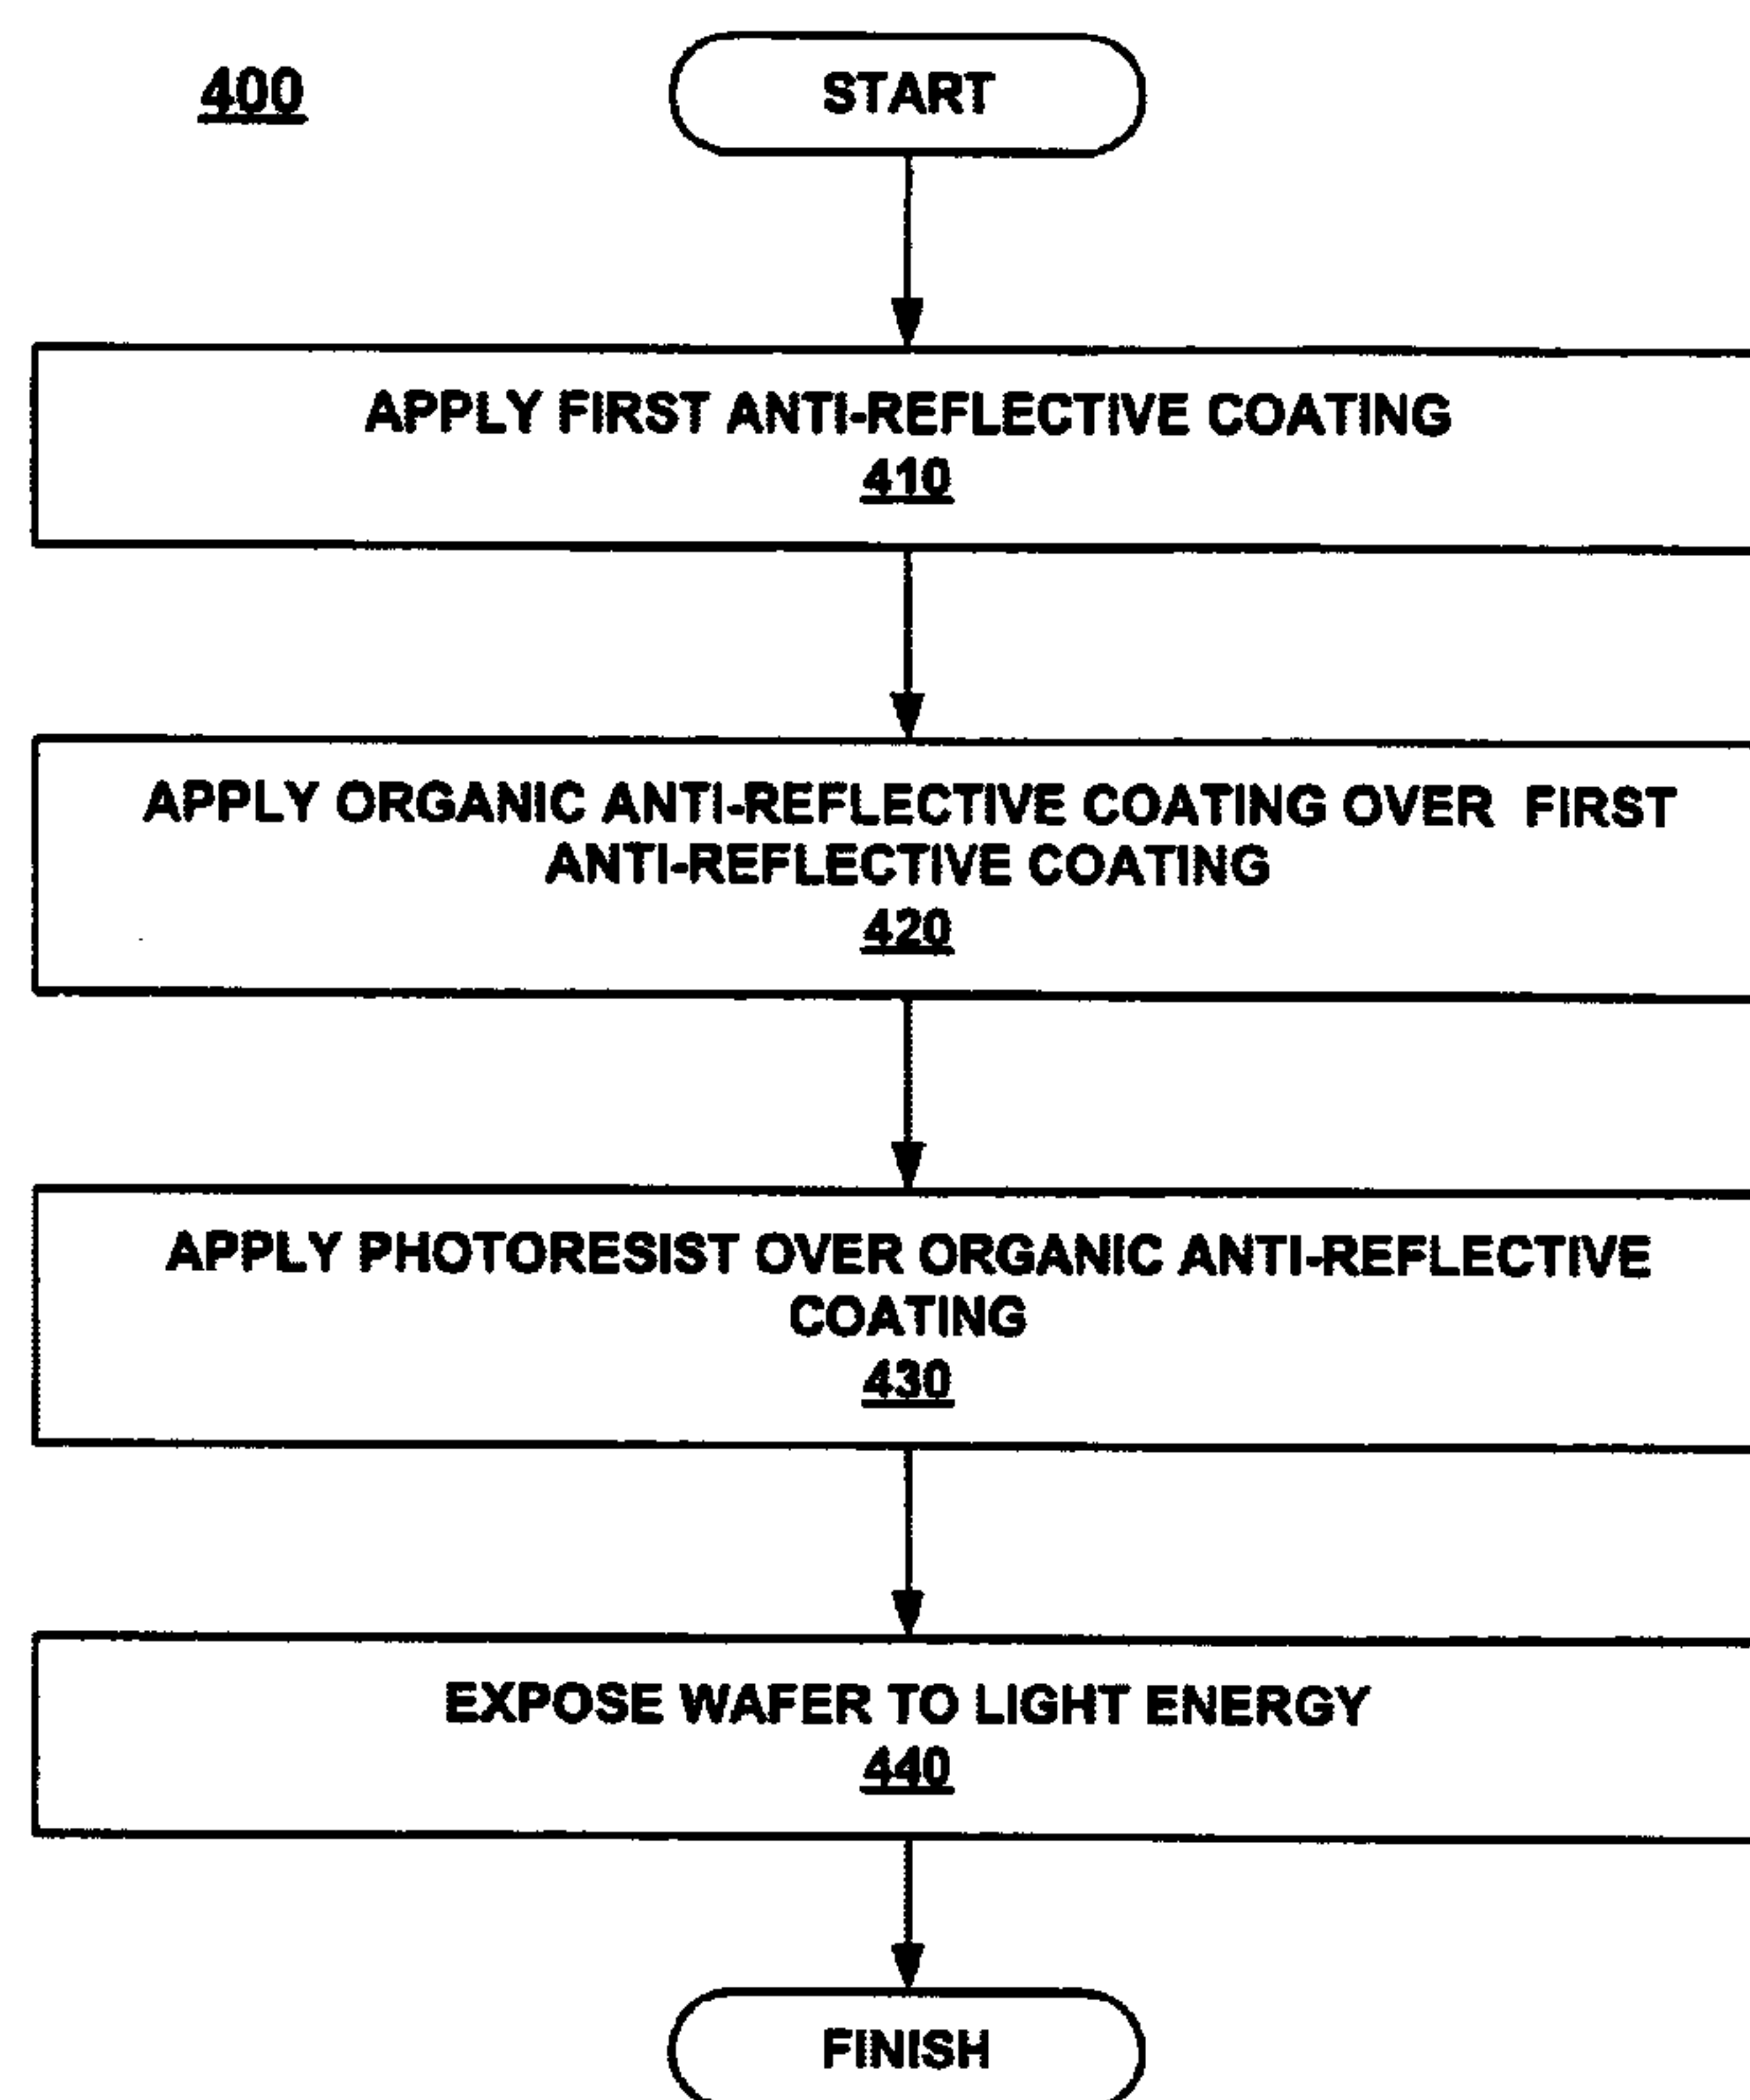 400
START
APPLY FIRST ANTI-REFLECTIVE COATING
410
APPLY ORGANIC ANTI-REFLECTIVE COATING OVER FIRST
ANTI-REFLECTIVE COATING
420
APPLY PHOTORESIST OVER ORGANIC ANTI-REFLECTIVE
COATING
430
EXPOSE WAFER TO LIGHT ENERGY
440
FINISH